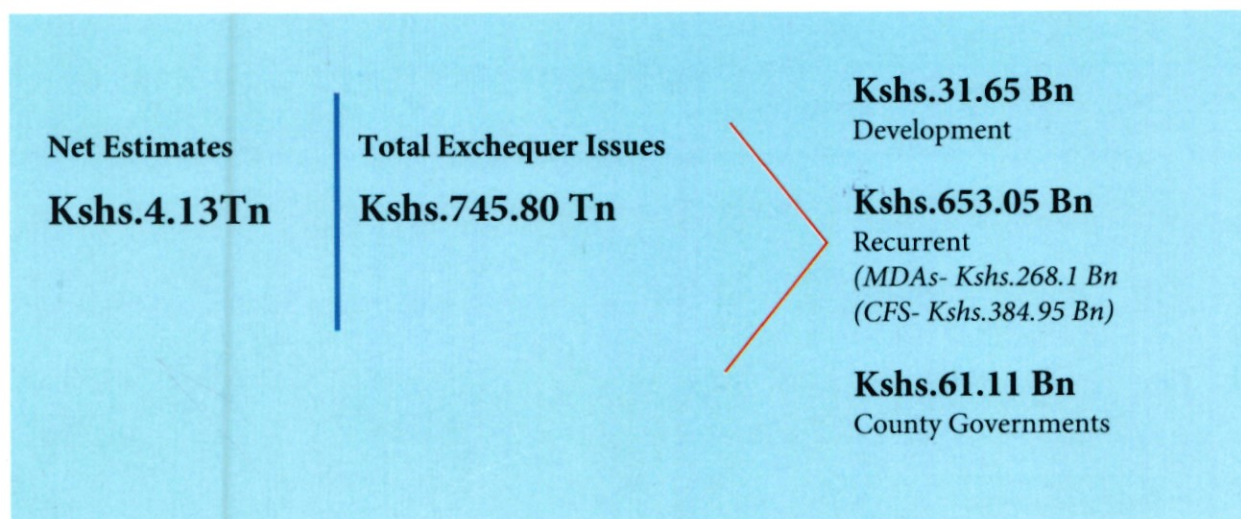 Net Estimates
Kshs.4.13Tn
Total Exchequer Issues
Kshs.745.80 Tn
Kshs.31.65 Bn
Development
Kshs.653.05 Bn
Recurrent
(MDAs- Kshs.268.1 Bn
(CFS- Kshs.384.95 Bn)
Kshs.61.11 Bn
County Governments